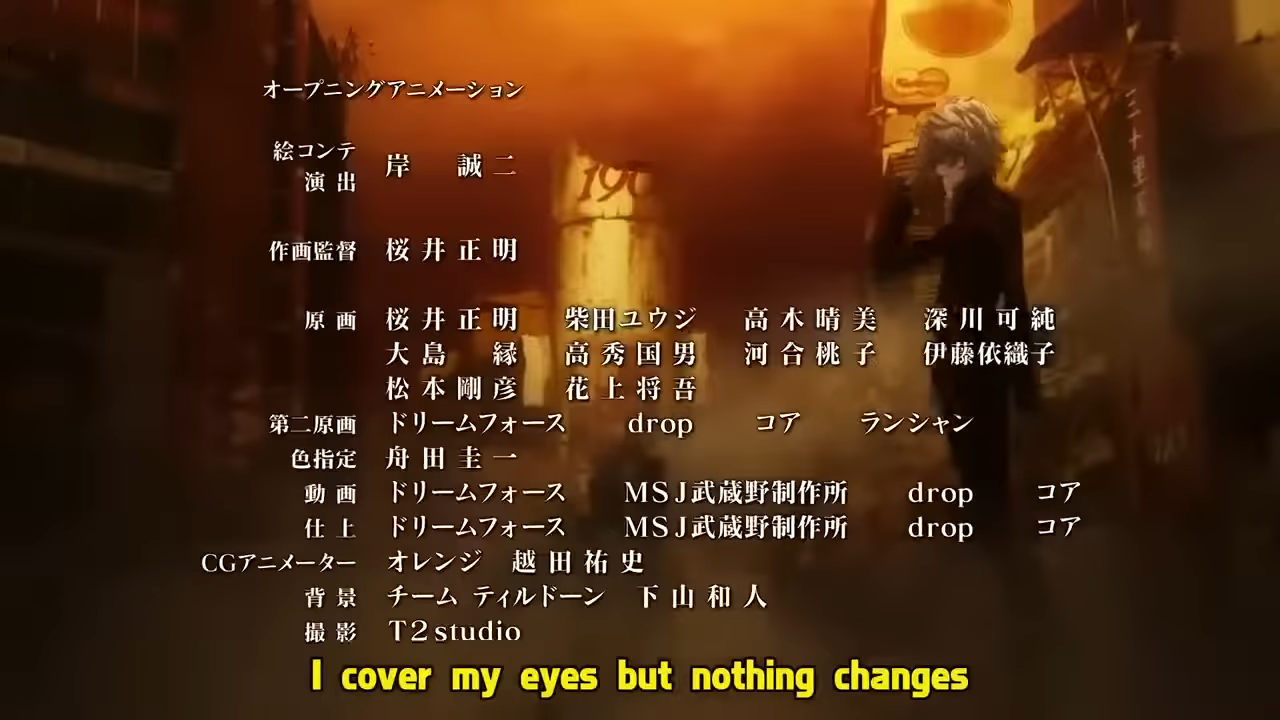 オープニングアニメーション
絵コンテ
演出
岸 誠二
作画監督 桜井正明
原画 桜井正明 柴田ユウジ 高木晴美 深川可純
大島 縁 高秀国男 河合桃子 伊藤依織子
松本剛彦 花上将吾
第二原画 ドリームフォース drop コア ランシャン
色指定 舟田圭一
動画 ドリームフォース MSJ武蔵野制作所 drop コア
仕上 ドリームフォース MSJ武蔵野制作所 drop コア
CGアニメーター オレンジ 越田祐史
背景 チーム ティルドーン 下山和人
撮影 T2studio
I cover my eyes but nothing changes